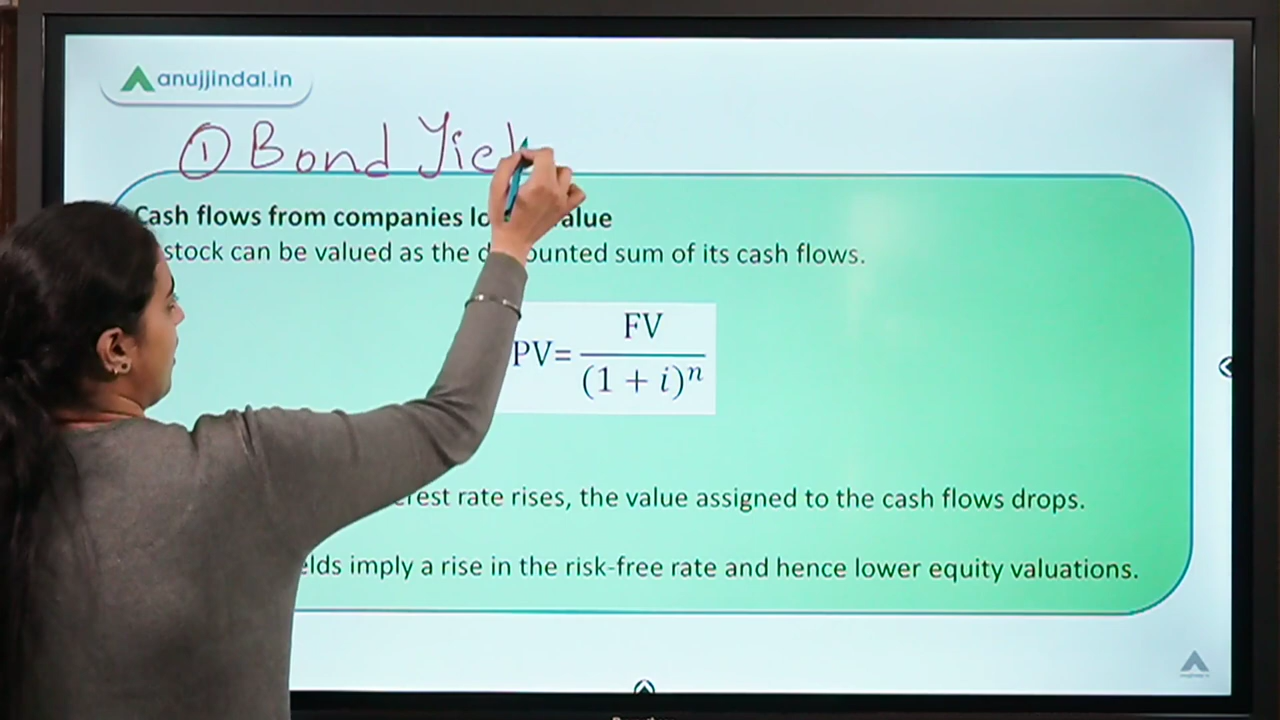 anujjindal.in
① Bond Yiel
Cash flows from companies lo alue
stock can be valued as the d ounted sum of its cash flows.
FV
PV=
(1 + i)ⁿ
erest rate rises, the value assigned to the cash flows drops.
elds imply a rise in the risk-free rate and hence lower equity valuations.